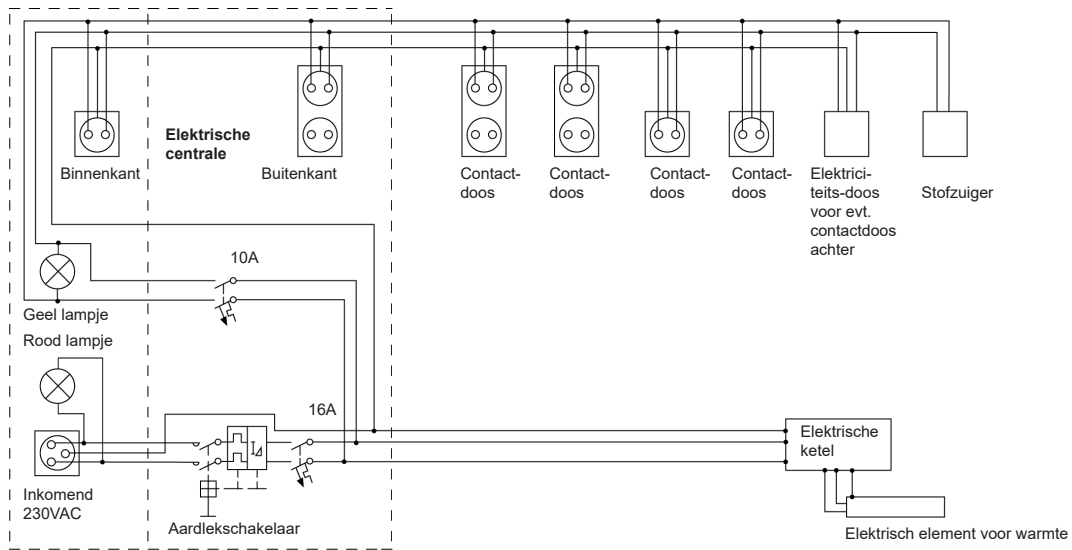 Elektrische
centrale
Binnenkant
Buitenkant
Contact-
doos
Contact-
doos
Contact-
doos
Contact-
doos
Elektrici-
teits-doos
voor evt.
contactdoos
achter
Stofzuiger
10A
Geel lampje
Rood lampje
16A
Elektrische
ketel
Inkomend
230VAC
Aardlekschakelaar
Elektrisch element voor warmte